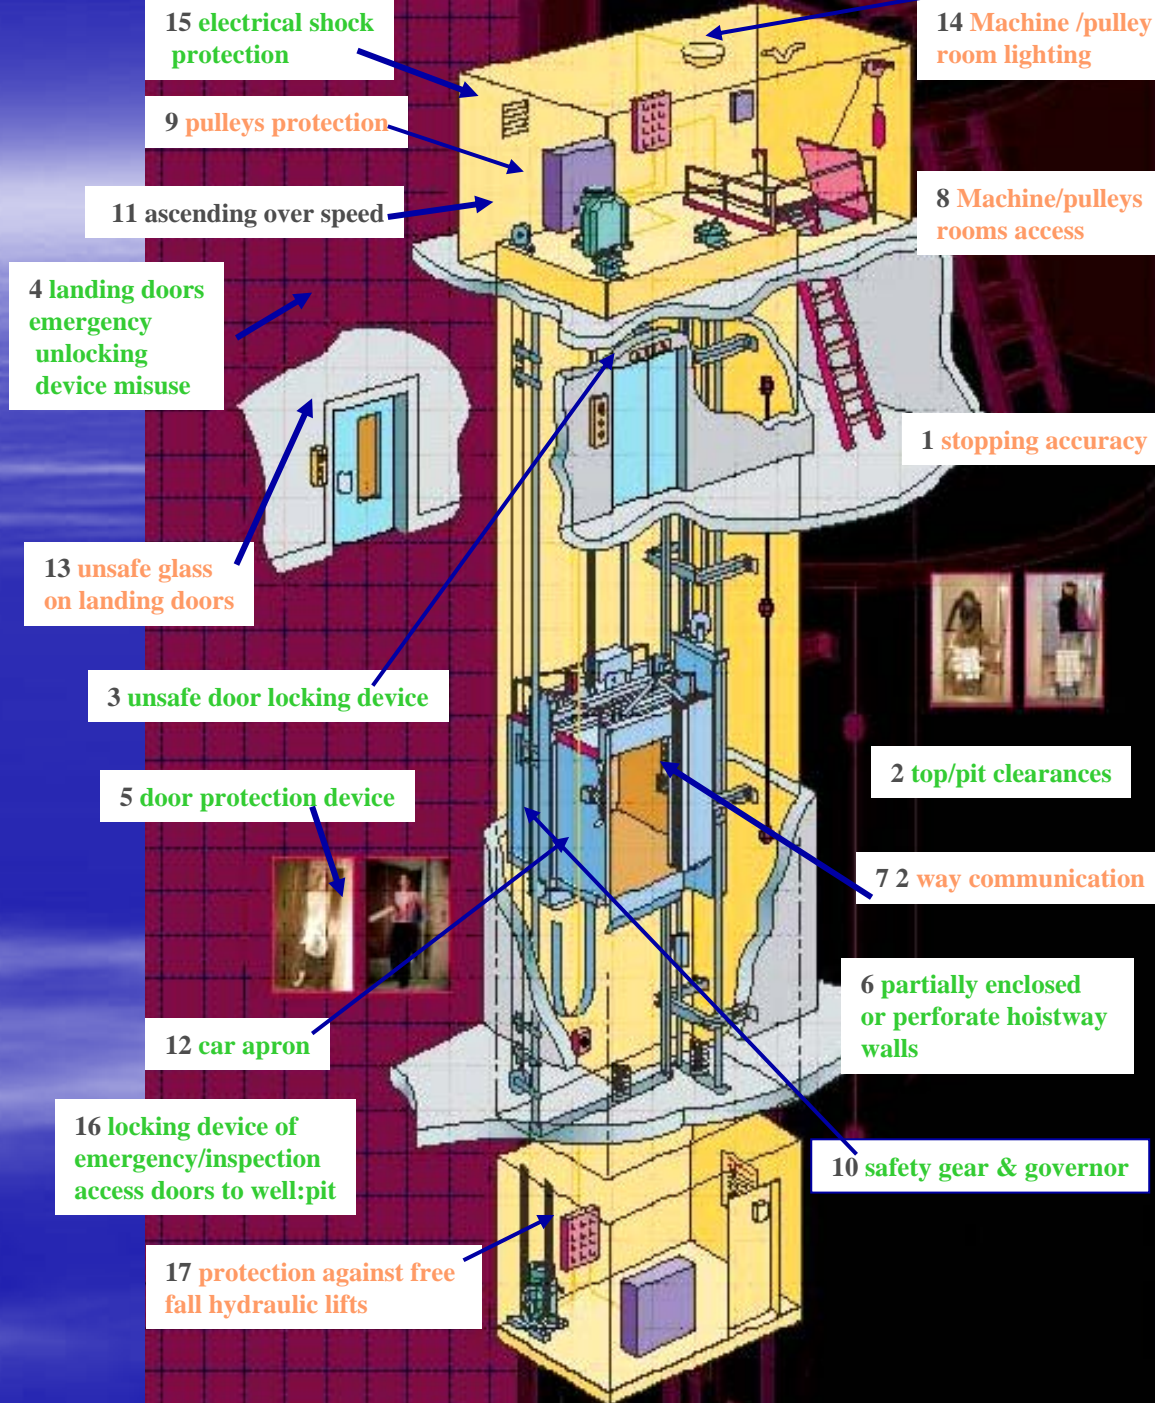 15 electrical shock
protection
14 Machine /pulley
room lighting
9 pulleys protection
11 ascending over speed
8 Machine/pulleys
rooms access
4 landing doors
emergency
unlocking
device misuse
1 stopping accuracy
13 unsafe glass
on landing doors
3 unsafe door locking device
2 top/pit clearances
5 door protection device
7 2 way communication
6 partially enclosed
or perforate hoistway
walls
12 car apron
16 locking device of
emergency/inspection
access doors to well:pit
10 safety gear & governor
17 protection against free
fall hydraulic lifts